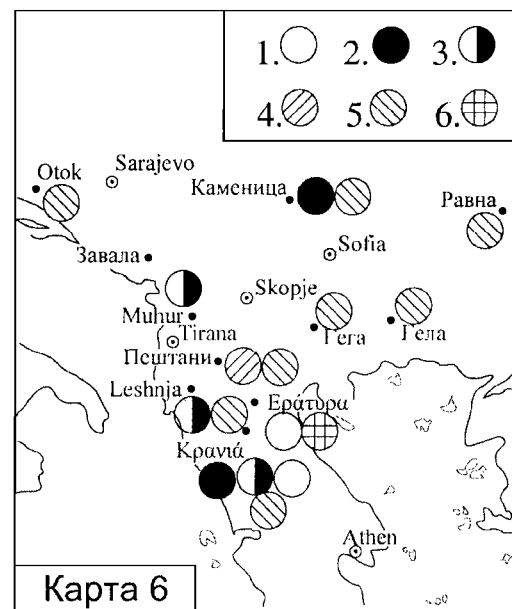 1. 2. 3.
4. 5. 6.
Otok
Sarajevo
Каменица
Равна
Sofia
Завала
Skopje
Muhur
Tirana
Гега
Гела
Пештани
Leshnja
Εράτυρα
Κρανιά
Athen
Карта 6